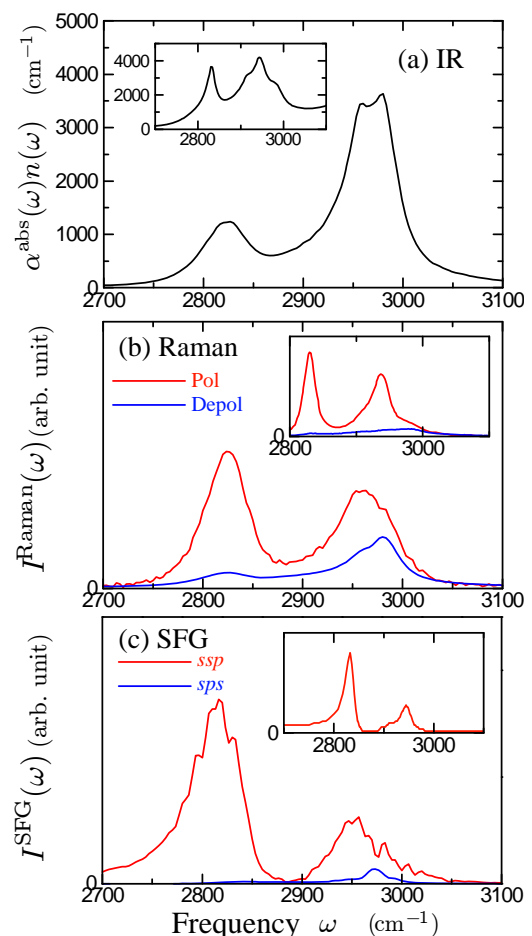 5000
4000
3000
2000
1000
0
α^abs(ω)n(ω) (cm⁻¹)
(a) IR
4000
2000
0
2800 3000
2700 2800 2900 3000 3100
I^Raman(ω) (arb. unit)
(b) Raman
Pol
Depol
0
2800 3000
0
2700 2800 2900 3000 3100
I^SFG(ω) (arb. unit)
(c) SFG
ssp
sps
0
2800 3000
0
2700 2800 2900 3000 3100
Frequency ω (cm⁻¹)